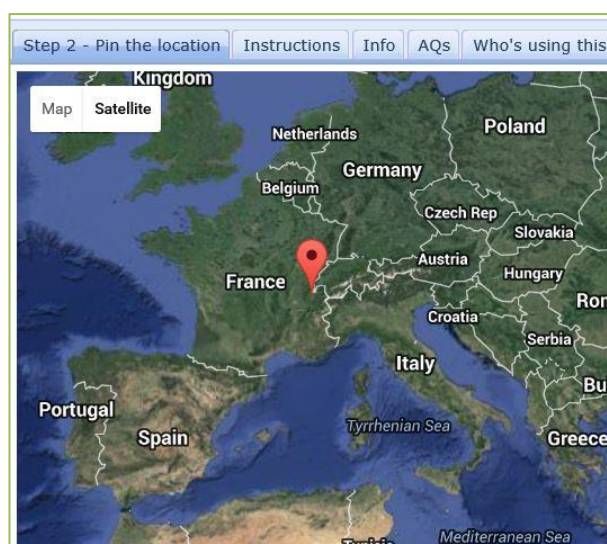 Step 2 - Pin the location Instructions Info AQs Who's using this
Kingdom
Map Satellite
Netherlands
Poland
Germany
Belgium
Czech Rep
Slovakia
Austria
France
Hungary
Croatia
Serbia
Italy
Portugal
Tyrrhenian Sea
Spain
Greece
Mediterranean Sea